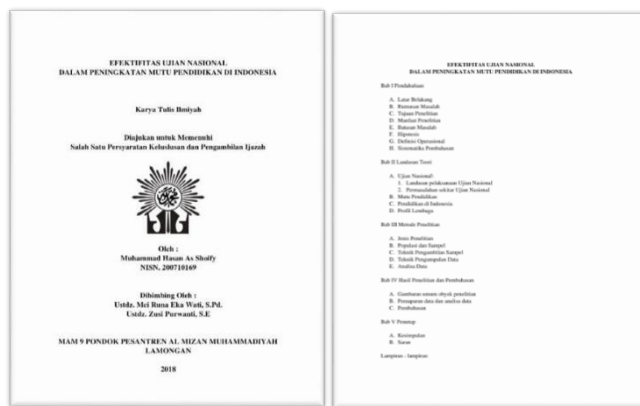 EFEKTIFITAS UJIAN NASIONAL
DALAM PENINGKATAN MUTU PENDIDIKAN DI INDONESIA
Karya Tulis Ilmiyah
Diajukan untuk Memenuhi
Salah Satu Persyaratan Kelulusan dan Pengambilan Ijazah
Oleh :
Muhammad Hasan As Shoify
NISN. 200710169
Dibimbing Oleh :
Ustdz. Mei Runa Eka Wati, S.Pd.
Ustdz. Zusi Purwanti, S.E
MAM 9 PONDOK PESANTREN AL MIZAN MUHAMMADIYAH
LAMONGAN
2018
EFEKTIFITAS UJIAN NASIONAL
DALAM PENINGKATAN MUTU PENDIDIKAN DI INDONESIA
Bab I Pendahuluan
A. Latar Belakang
B. Rumusan Masalah
C. Tujuan Penelitian
D. Manfaat Penelitian
E. Batasan Masalah
F. Hipotesis
G. Definisi Operasional
H. Sistematika Pembahasan
Bab II Landasan Teori
A. Ujian Nasional:
1. Landasan pelaksanaan Ujian Nasional
2. Permasalahan sekitar Ujian Nasional
B. Mutu Pendidikan
C. Pendidikan di Indonesia
D. Profil Lembaga
Bab III Metode Penelitian
A. Jenis Penelitian
B. Populasi dan Sampel
C. Teknik Pengambilan Sampel
D. Teknik Pengumpulan Data
E. Analisa Data
Bab IV Hasil Penelitian dan Pembahasan
A. Gambaran umum obyek penelitian
B. Pemaparan data dan analisa data
C. Pembahasan
Bab V Penutup
A. Kesimpulan
B. Saran
Lampiran - lampiran